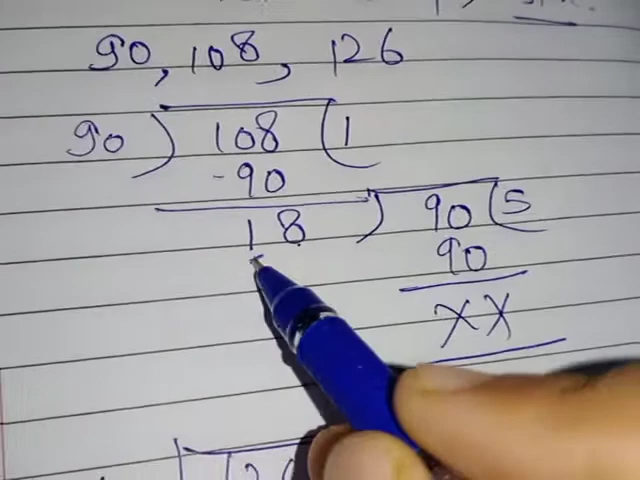 90, 108, 126
90 ) 108 ( 1
- 90
18 ) 90 ( 5
90
XX